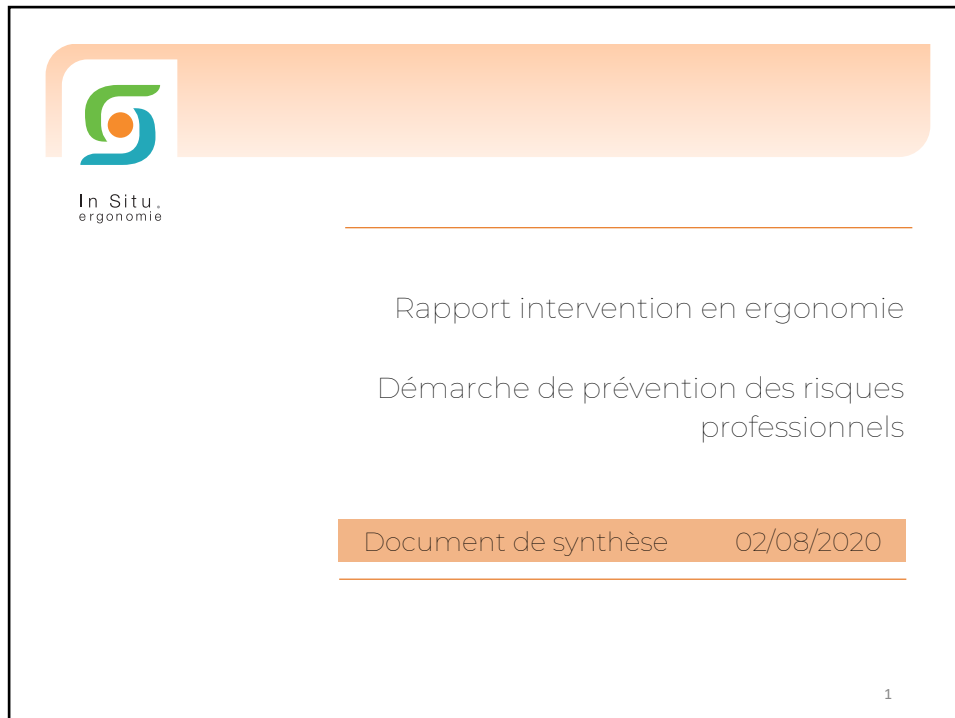 In Situ®
ergonomie
Rapport intervention en ergonomie
Démarche de prévention des risques
professionnels
Document de synthèse 02/08/2020
1